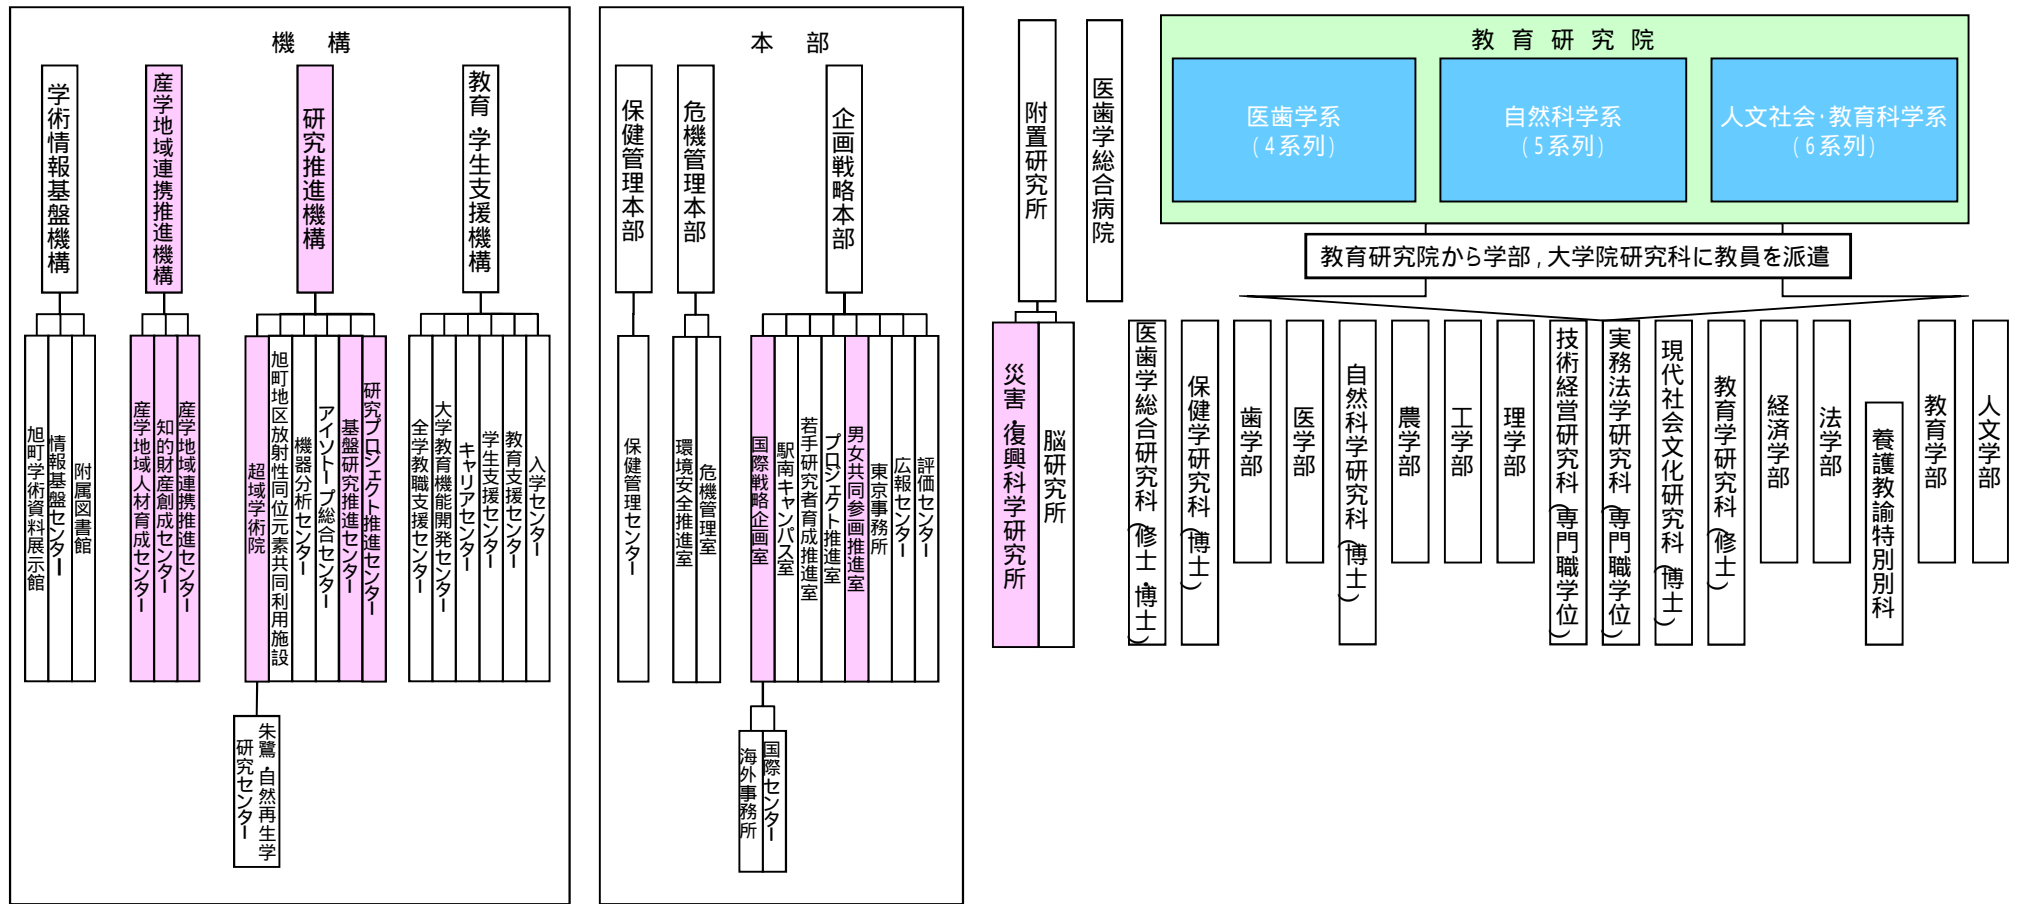 機 構
学術情報基盤機構
産学地域連携推進機構
研究推進機構
教育・学生支援機構
旭町学術資料展示館
情報基盤センター
附属図書館
産学地域人材育成センター
知的財産創成センター
産学地域連携推進センター
超域学術院
旭町地区放射性同位元素共同利用施設
機器分析センター
アイソトープ総合センター
基盤研究推進センター
研究プロジェクト推進センター
全学教職支援センター
大学教育機能開発センター
キャリアセンター
学生支援センター
教育支援センター
入学センター
朱鷺・自然再生学
研究センター
本 部
保健管理本部
危機管理本部
企画戦略本部
保健管理センター
環境安全推進室
危機管理室
国際戦略企画室
駅南キャンパス室
若手研究者育成推進室
プロジェクト推進室
男女共同参画推進室
東京事務所
広報センター
評価センター
海外事務所
国際センター
附置研究所
医歯学総合病院
災害・復興科学研究所
脳研究所
教 育 研 究 院
医歯学系
(4系列)
自然科学系
(5系列)
人文社会・教育科学系
(6系列)
教育研究院から学部,大学院研究科に教員を派遣
医歯学総合研究科(修士・博士)
保健学研究科(博士)
歯学部
医学部
自然科学研究科(博士)
農学部
工学部
理学部
技術経営研究科(専門職学位)
実務法学研究科(専門職学位)
現代社会文化研究科(博士)
教育学研究科(修士)
経済学部
法学部
養護教諭特別別科
教育学部
人文学部